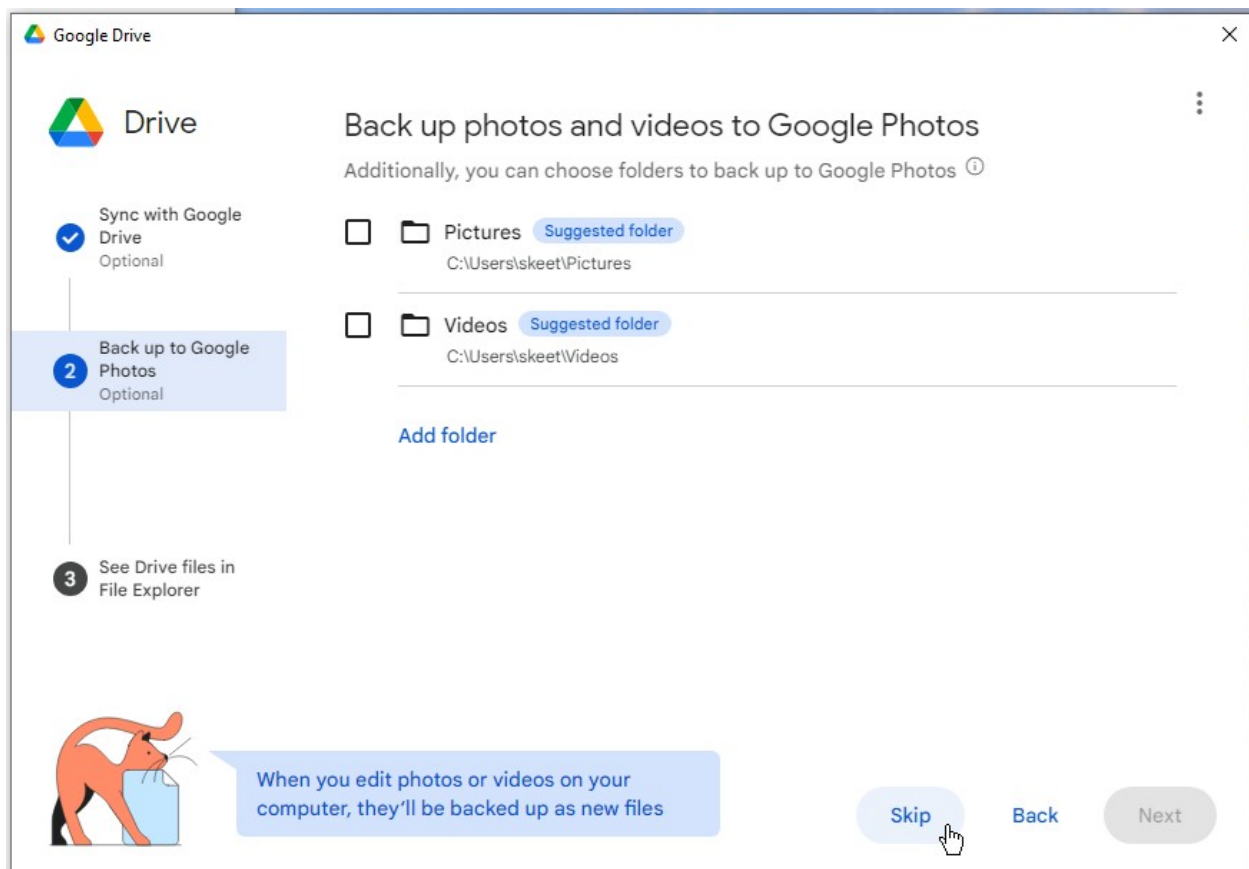 Google Drive
Drive
Sync with Google
Drive
Optional
2
Back up to Google
Photos
Optional
3
See Drive files in
File Explorer
Back up photos and videos to Google Photos
Additionally, you can choose folders to back up to Google Photos
Pictures Suggested folder
C:\Users\skeet\Pictures
Videos Suggested folder
C:\Users\skeet\Videos
Add folder
When you edit photos or videos on your
computer, they'll be backed up as new files
Skip Back Next